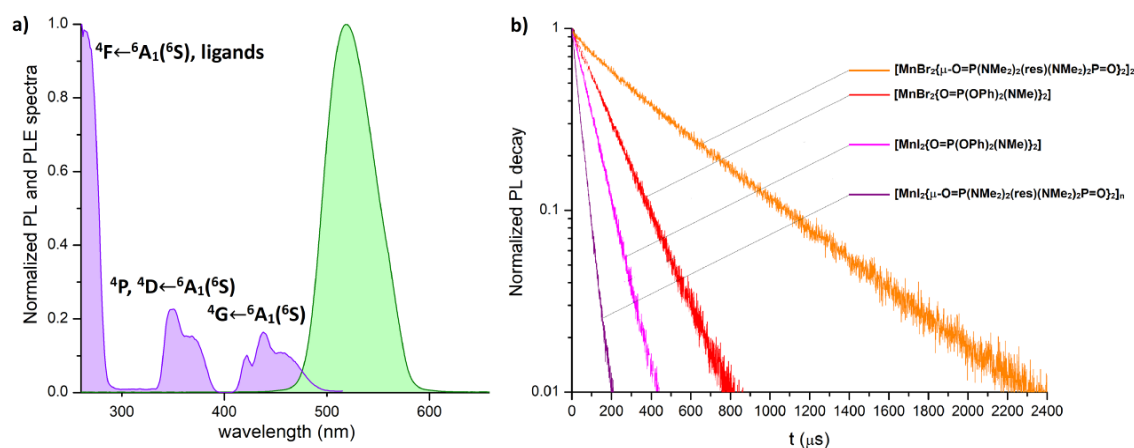 a)
Normalized PL and PLE spectra
1.0
0.8
0.6
0.4
0.2
0.0
⁴F←⁶A₁(⁶S), ligands
⁴P, ⁴D←⁶A₁(⁶S)
⁴G←⁶A₁(⁶S)
300
400
500
600
wavelength (nm)
b)
Normalized PL decay
1
0.1
0.01
[MnBr₂{μ-O=P(NMe₂)₂(res)(NMe₂)₂P=O}₂]₂
[MnBr₂{O=P(OPh)₂(NMe)}₂]
[MnI₂{O=P(OPh)₂(NMe)}₂]
[MnI₂{μ-O=P(NMe₂)₂(res)(NMe₂)₂P=O}₂]ₙ
0
200
400
600
800
1000
1200
1400
1600
1800
2000
2200
2400
t (μs)